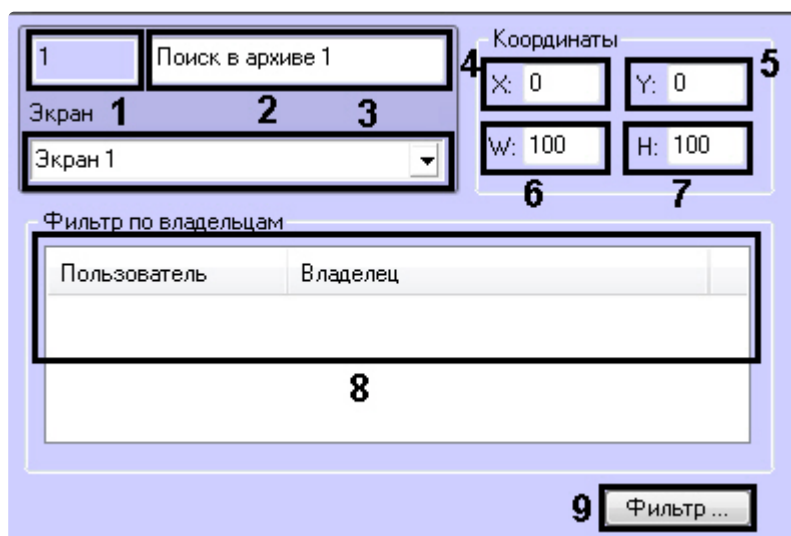 1 Поиск в архиве 1
Экран 1 2 3
Экран 1
Координаты
4 X: 0 Y: 0 5
W: 100 H: 100
6 7
Фильтр по владельцам
Пользователь Владелец
8
9 Фильтр ...